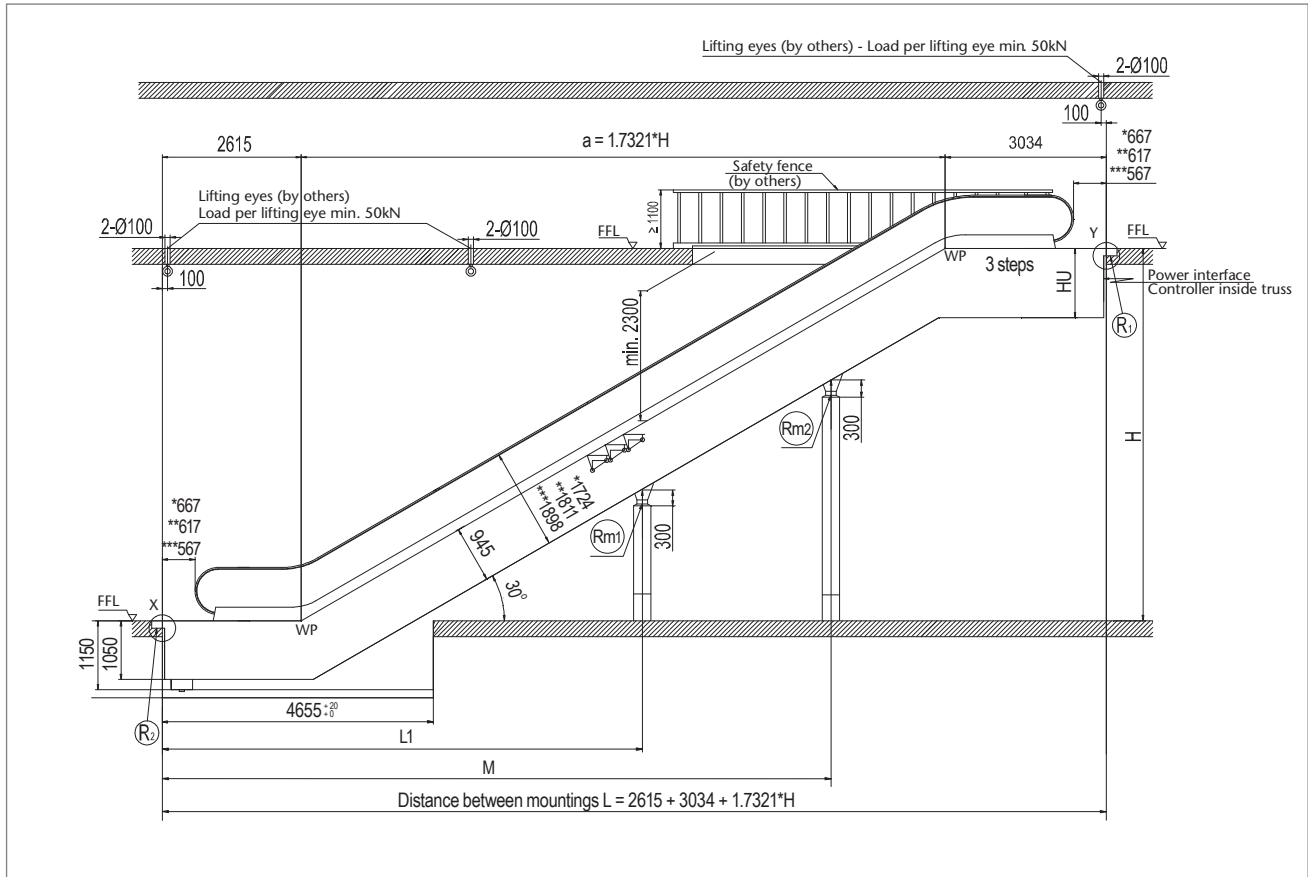 Lifting eyes (by others) - Load per lifting eye min. 50kN
2-Ø100
100
2615
a = 1.7321*H
3034
*667
**617
***567
Safety fence
(by others)
Lifting eyes (by others)
Load per lifting eye min. 50kN
2-Ø100
2-Ø100
≥ 1100
FFL
Y
FFL
100
WP
3 steps
HU
Power interface
Controller inside truss
R1
min. 2300
H
Rm2
300
*1724
**1811
***1898
Rm1
300
*667
**617
***567
945
30°
FFL
X
WP
1150
1050
4655 +20 +0
R2
L1
M
Distance between mountings L = 2615 + 3034 + 1.7321*H